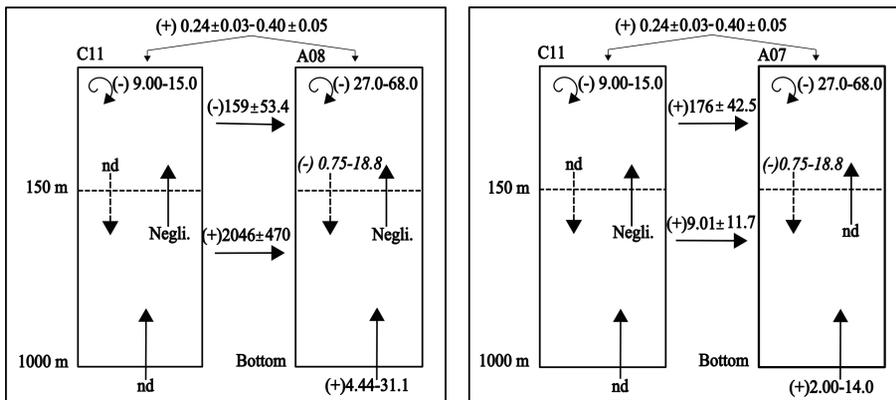 (+) 0.24±0.03-0.40±0.05
C11
A08
(-) 9.00-15.0
(-) 27.0-68.0
(-)159±53.4
nd
(-) 0.75-18.8
150 m
Negli.
(+)2046±470
Negli.
1000 m
Bottom
nd
(+)4.44-31.1
(+) 0.24±0.03-0.40±0.05
C11
A07
(-) 9.00-15.0
(-) 27.0-68.0
(+)176±42.5
nd
(-)0.75-18.8
150 m
Negli.
(+)9.01±11.7
nd
1000 m
Bottom
nd
(+)2.00-14.0